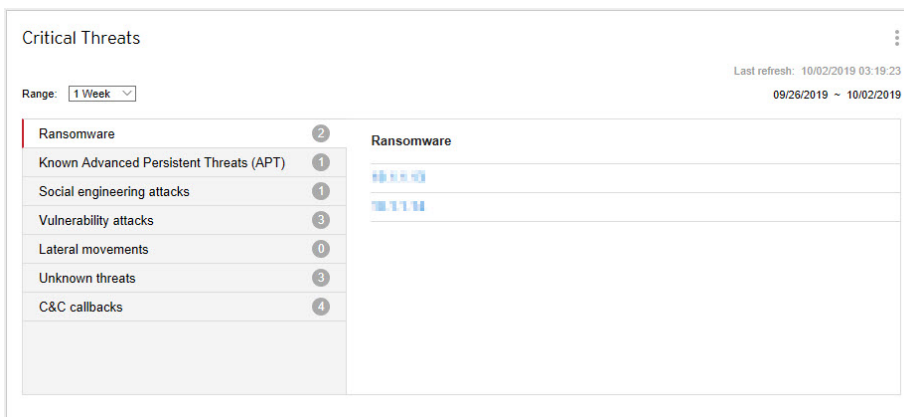 Critical Threats
Last refresh: 10/02/2019 03:19:23
Range: 1 Week
09/26/2019 ~ 10/02/2019
Ransomware 2
Known Advanced Persistent Threats (APT) 1
Social engineering attacks 1
Vulnerability attacks 3
Lateral movements 0
Unknown threats 3
C&C callbacks 4
Ransomware